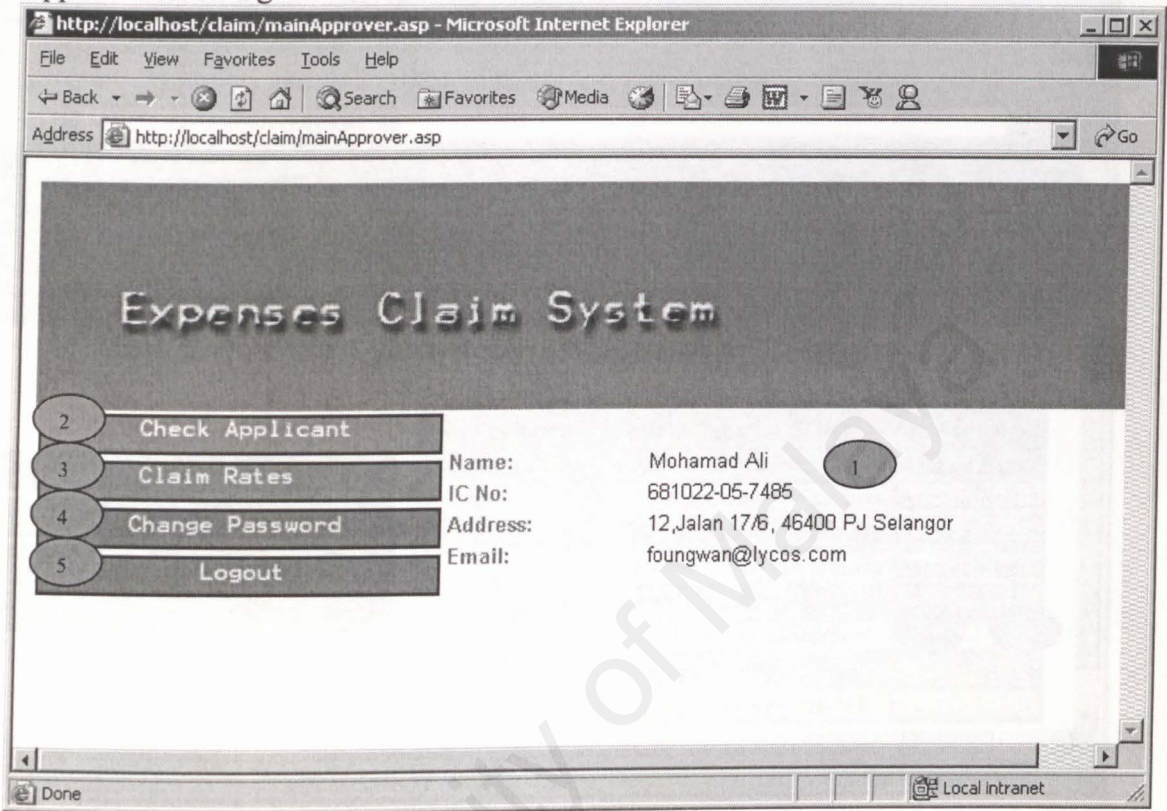 http://localhost/claim/mainApprover.asp - Microsoft Internet Explorer
File Edit View Favorites Tools Help
Back Search Favorites Media
Address http://localhost/claim/mainApprover.asp Go
Expenses Claim System
2 Check Applicant
3 Claim Rates
4 Change Password
5 Logout
Name: Mohamad Ali 1
IC No: 681022-05-7485
Address: 12,Jalan 17/6, 46400 PJ Selangor
Email: foungwan@lycos.com
Done Local intranet